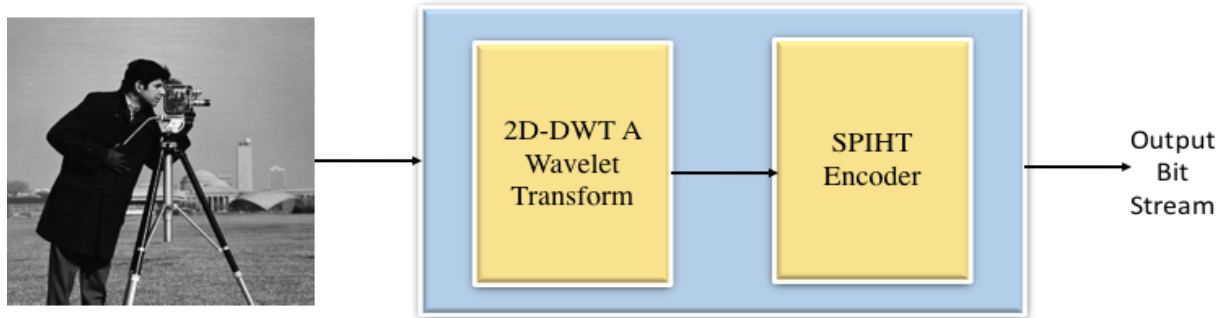 2D-DWT A
Wavelet
Transform
SPIHT
Encoder
Output
Bit
Stream